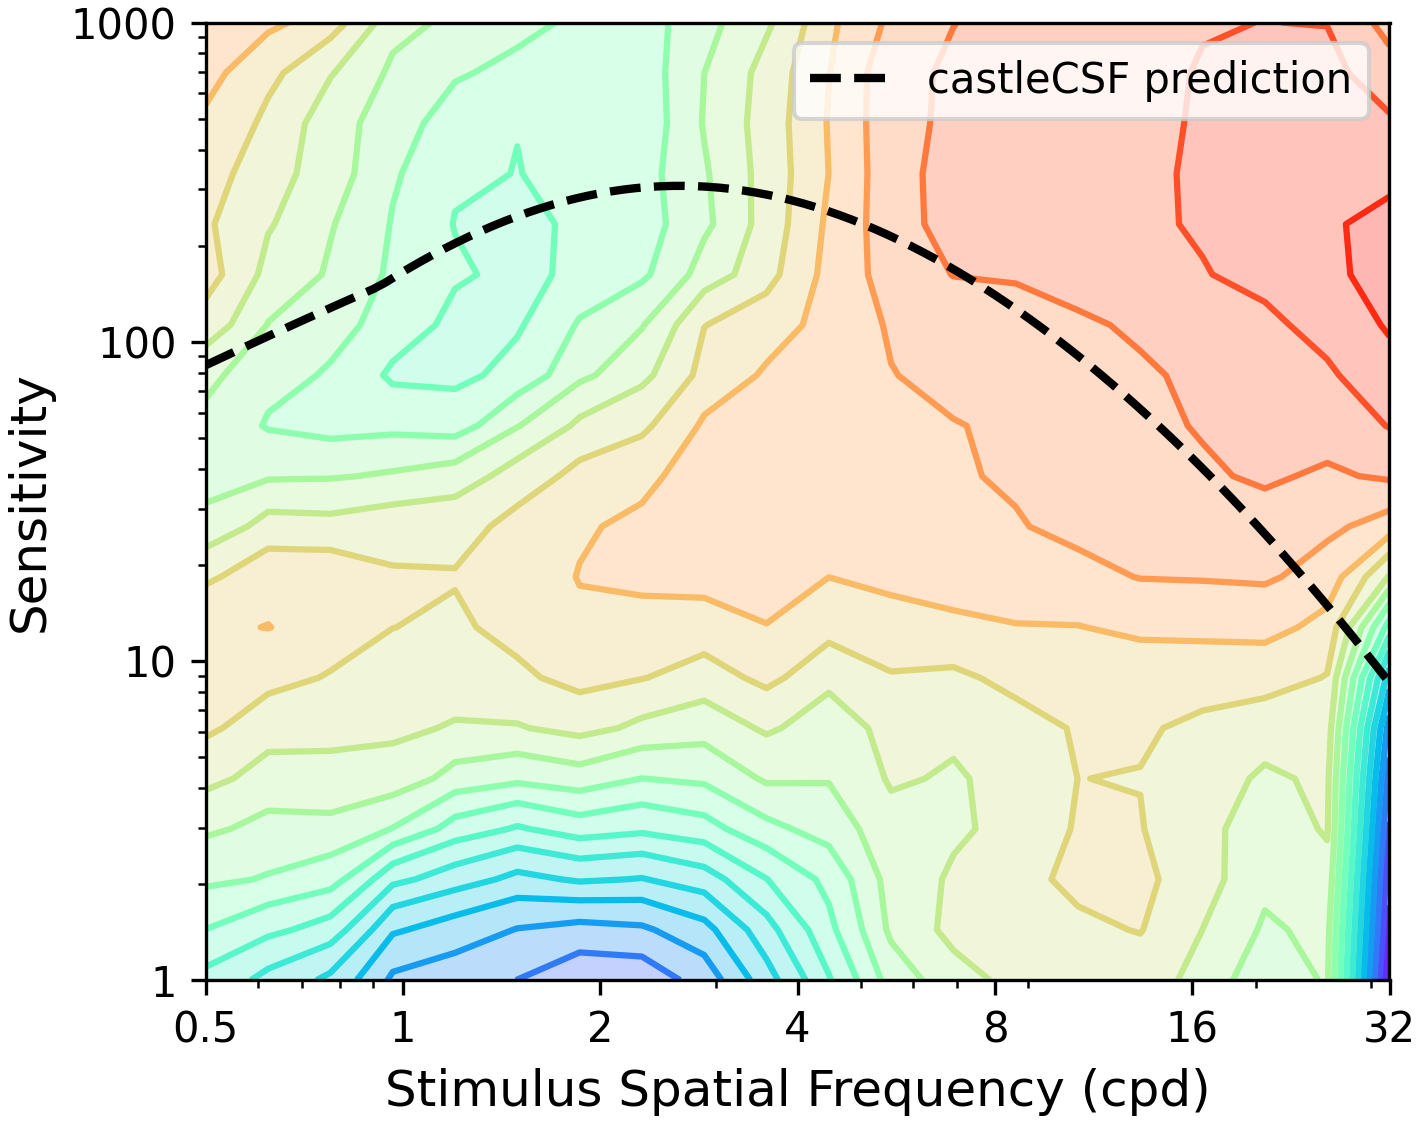 1000
100
10
1
Sensitivity
castleCSF prediction
0.5 1 2 4 8 16 32
Stimulus Spatial Frequency (cpd)